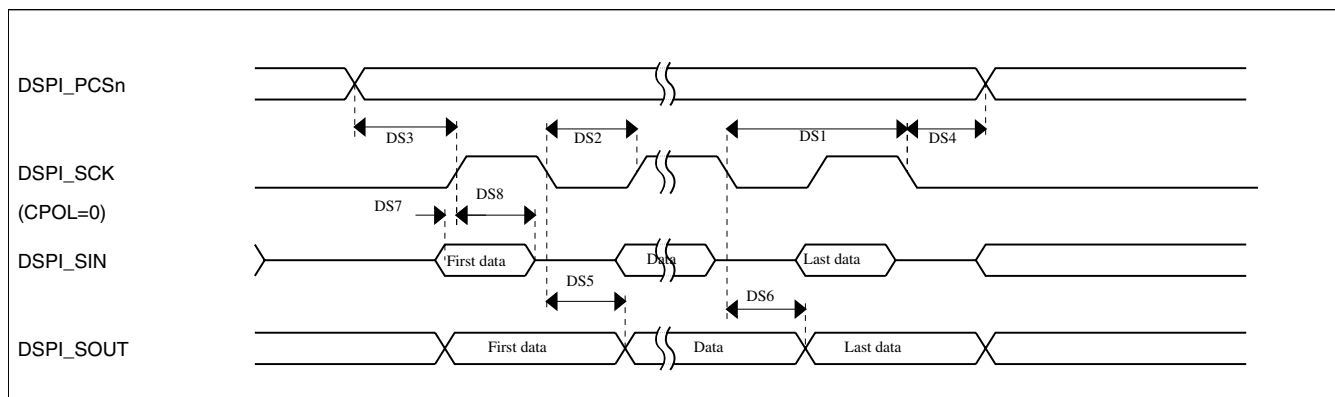 DSPI_PCSn
DS3
DS2
DS1
DS4
DSPI_SCK
(CPOL=0)
DS7
DS8
DSPI_SIN
First data
Data
Last data
DS5
DS6
DSPI_SOUT
First data
Data
Last data